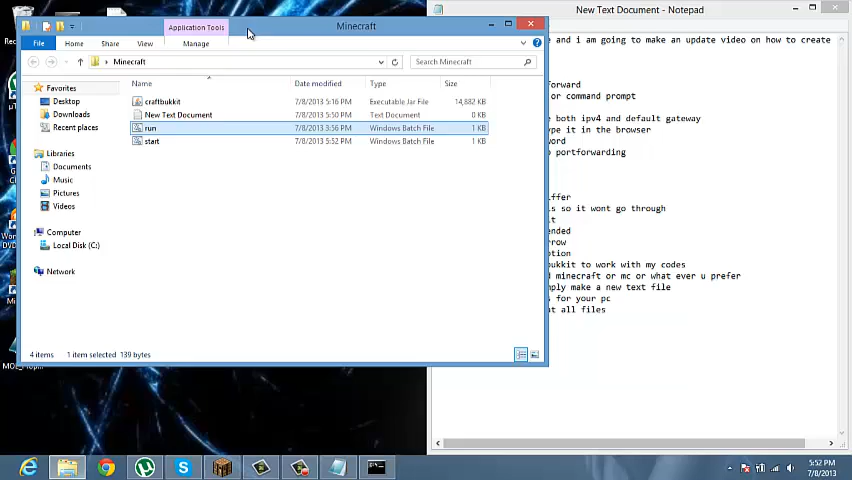 Application Tools
Minecraft
New Text Document - Notepad
File
Home
Share
View
Manage
Minecraft
Search Minecraft
Name
Date modified
Type
Size
Favorites
Desktop
Downloads
Recent places
Libraries
Documents
Music
Pictures
Videos
Computer
Local Disk (C:)
Network
craftbukkit 7/8/2013 5:16 PM Executable Jar File 14,882 KB
New Text Document 7/8/2013 5:50 PM Text Document 0 KB
run 7/8/2013 3:56 PM Windows Batch File 1 KB
start 7/8/2013 5:52 PM Windows Batch File 1 KB
4 items 1 item selected 139 bytes
e and i am going to make an update video on how to create
forward
or command prompt
e both ipv4 and default gateway
ype it in the browser
word
o portforwarding
iffer
is so it wont go through
it
ended
rrow
ption
bukkit to work with my codes
d minecraft or mc or what ever u prefer
mply make a new text file
s for your pc
ut all files
5:52 PM
7/8/2013